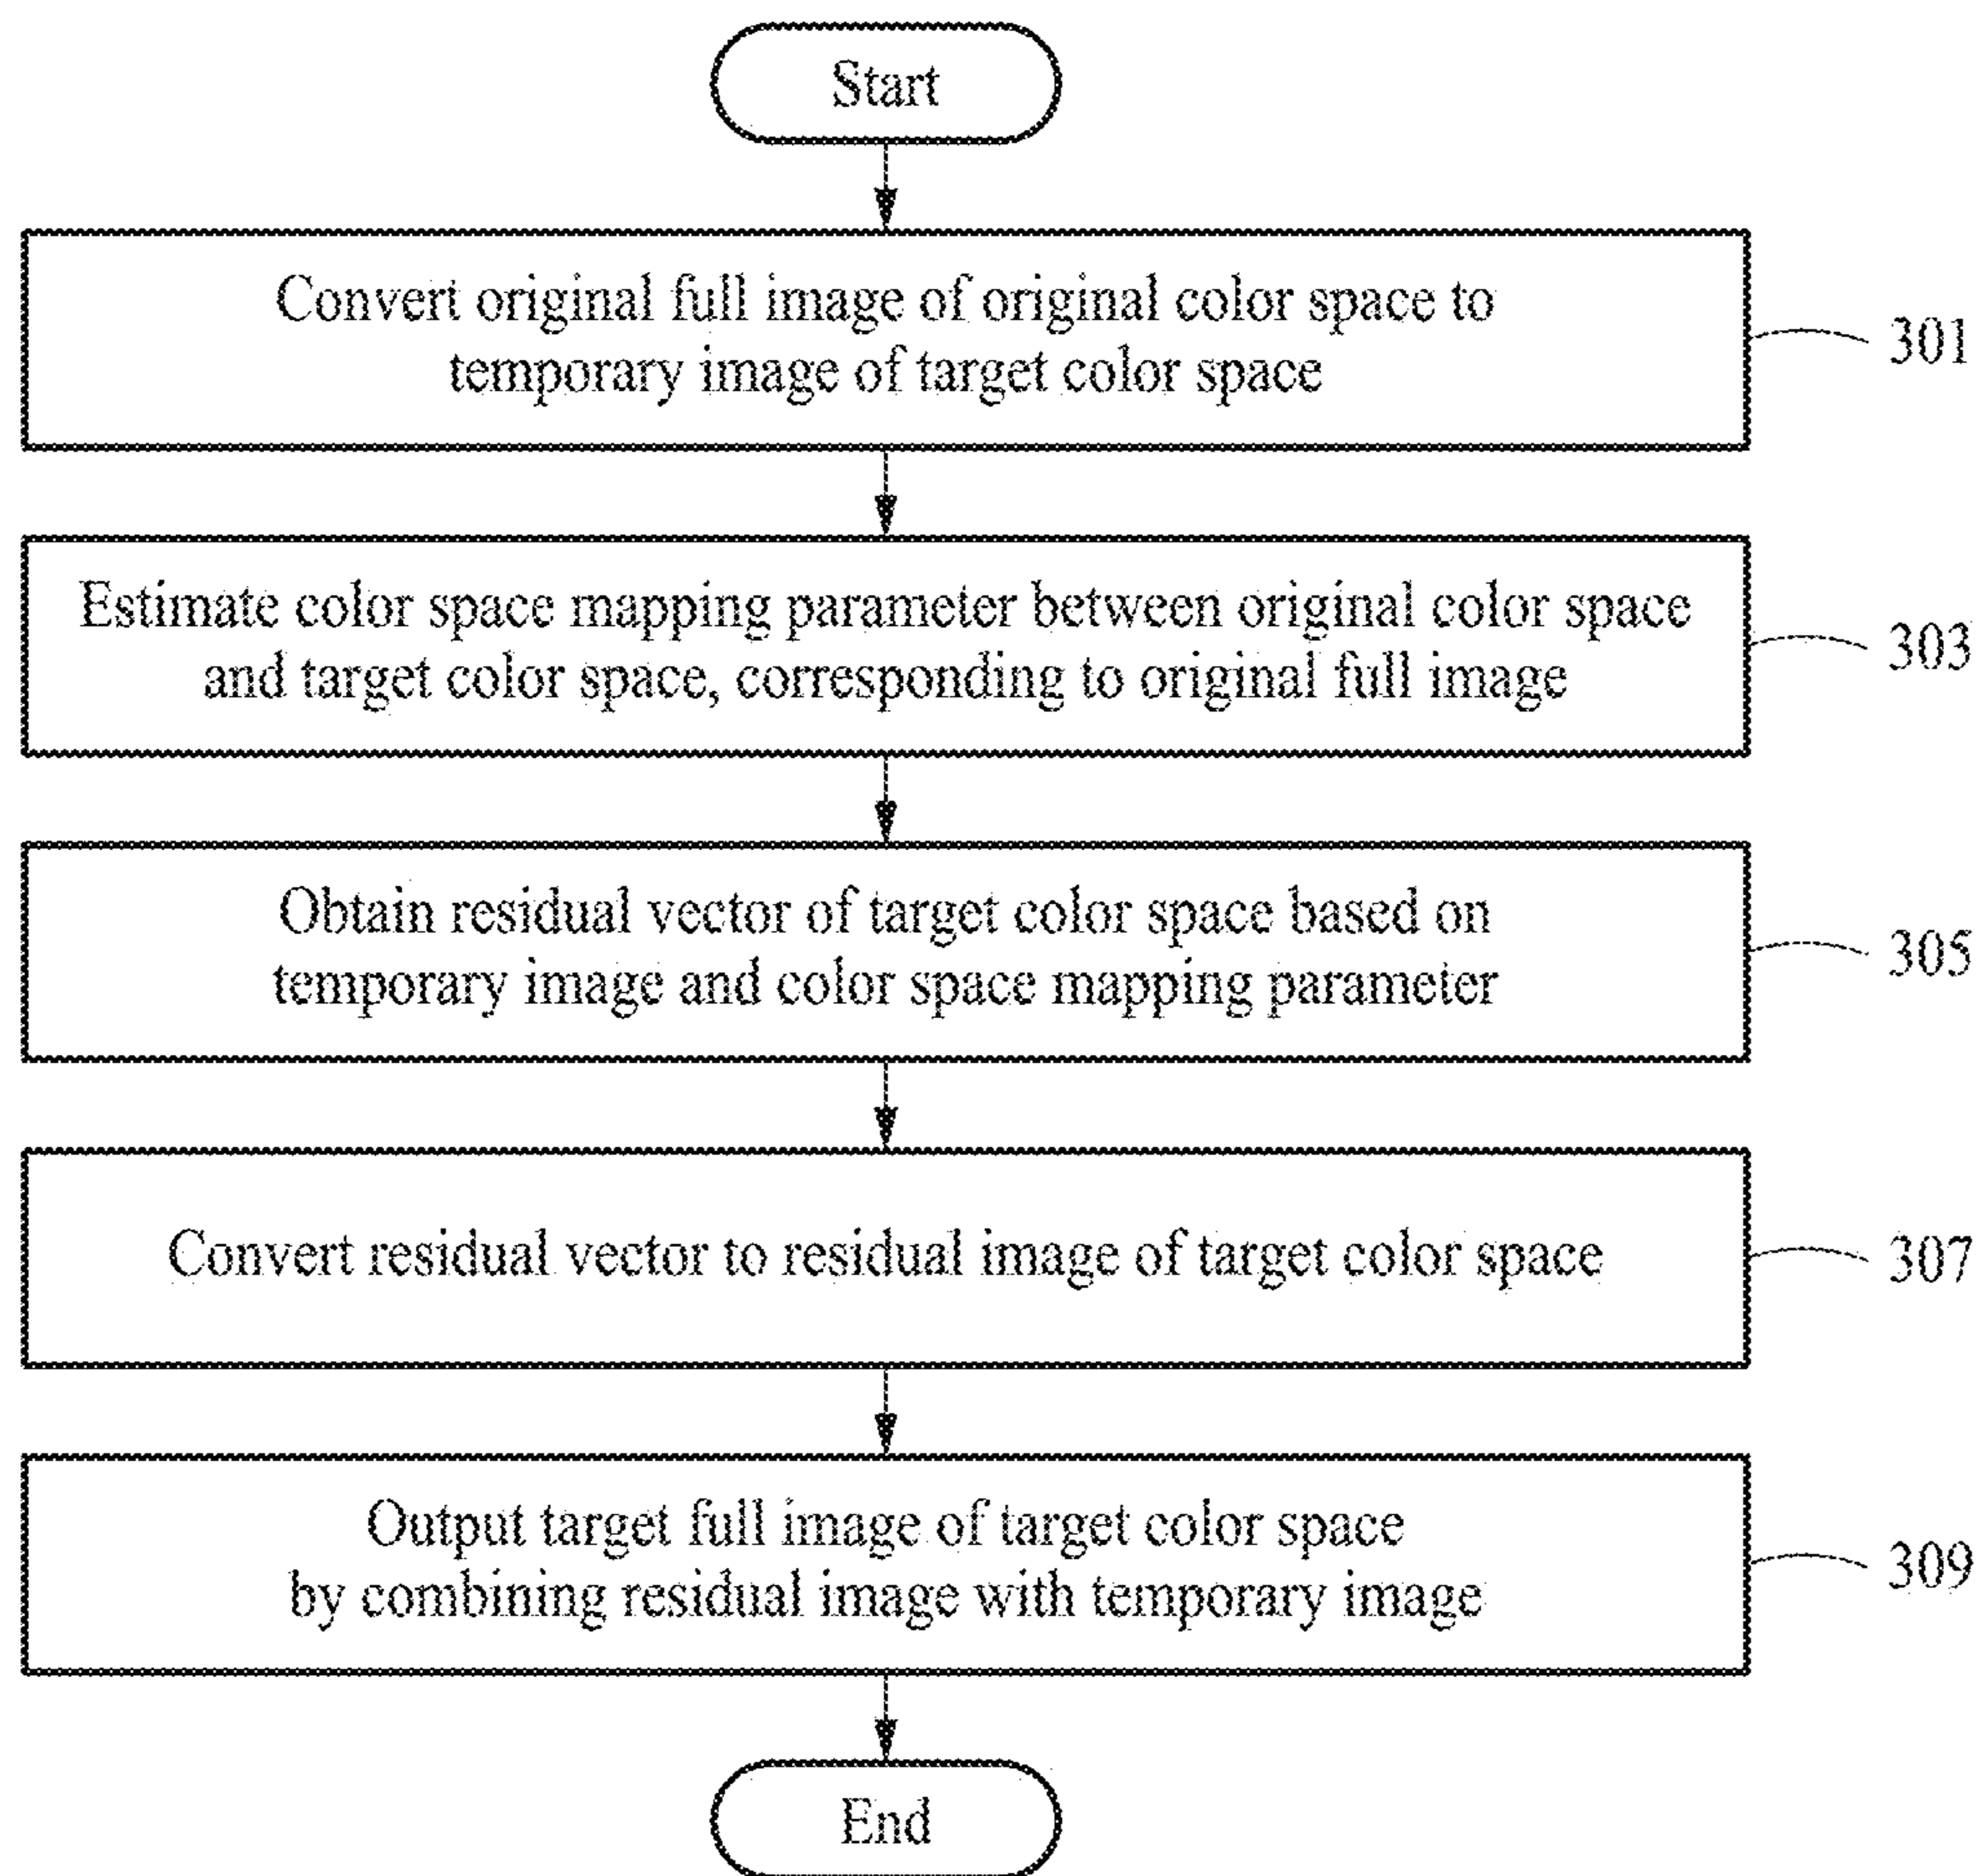 Start
Convert original full image of original color space to
temporary image of target color space
301
Estimate color space mapping parameter between original color space
and target color space, corresponding to original full image
303
Obtain residual vector of target color space based on
temporary image and color space mapping parameter
305
Convert residual vector to residual image of target color space
307
Output target full image of target color space
by combining residual image with temporary image
309
End